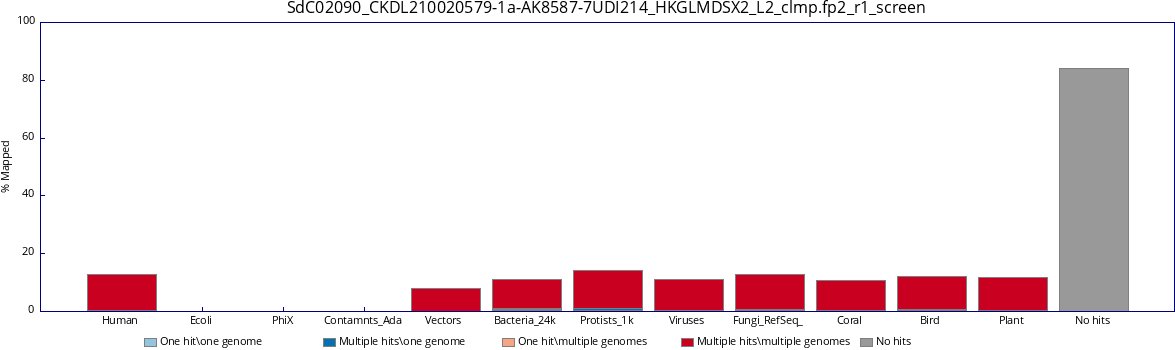 SdC02090_CKDL210020579-1a-AK8587-7UDI214_HKGLMDSX2_L2_clmp.fp2_r1_screen
100
80
60
40
20
0
% Mapped
Human Ecoli PhiX Contamnts_Ada Vectors Bacteria_24k Protists_1k Viruses Fungi_RefSeq_ Coral Bird Plant No hits
One hit\one genome Multiple hits\one genome One hit\multiple genomes Multiple hits\multiple genomes No hits